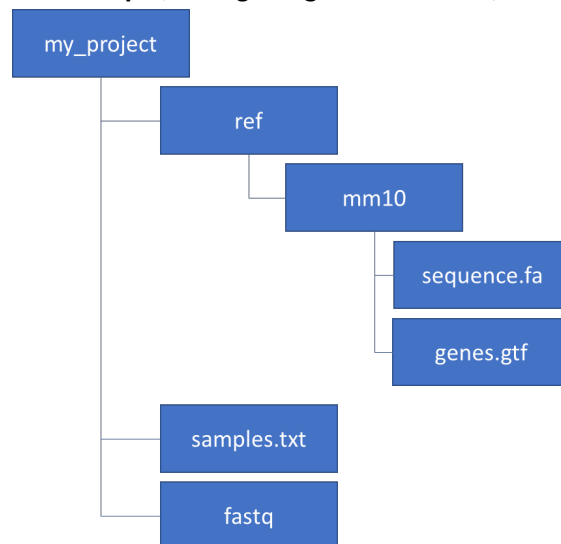 my_project
ref
mm10
sequence.fa
genes.gtf
samples.txt
fastq